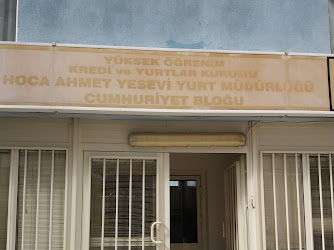 YÜKSEK ÖĞRENİM
KREDİ ve YURTLAR KURUMU
HOCA AHMET YESEVİ YURT MÜDÜRLÜĞÜ
CUMHURİYET BLOĞU